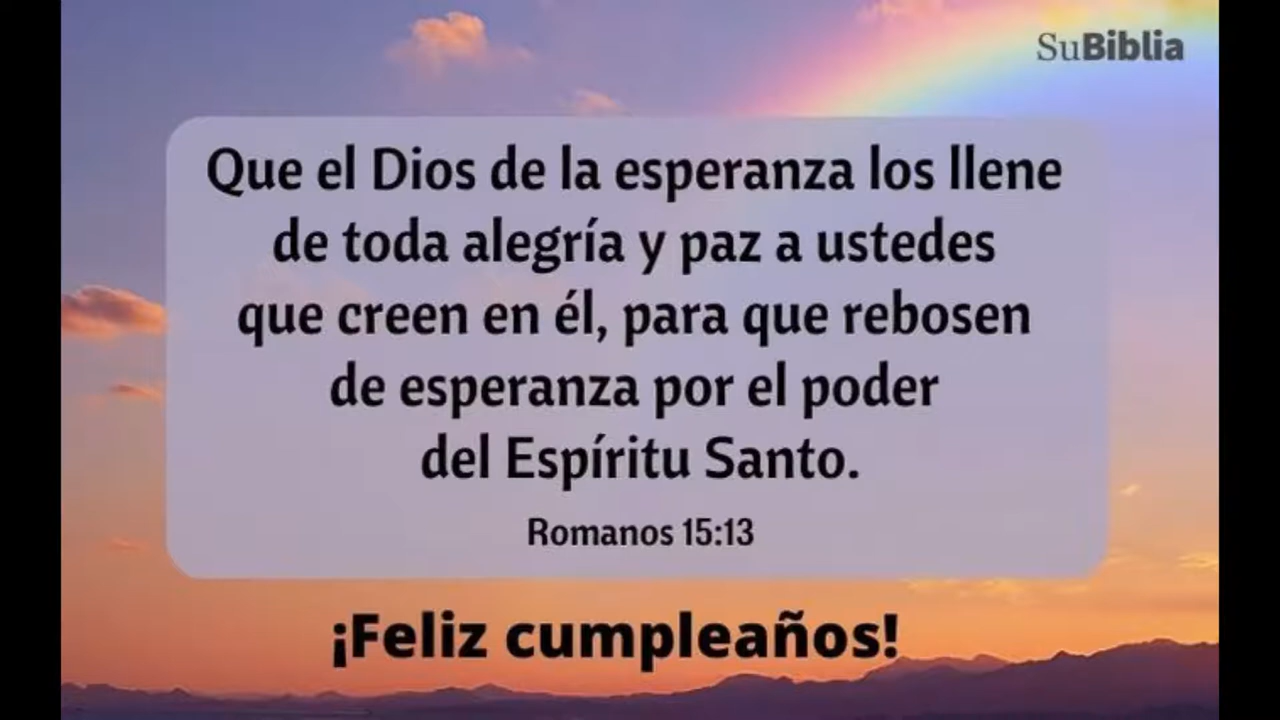 SuBiblia
Que el Dios de la esperanza los llene
de toda alegría y paz a ustedes
que creen en él, para que rebosen
de esperanza por el poder
del Espíritu Santo.
Romanos 15:13
¡Feliz cumpleaños!